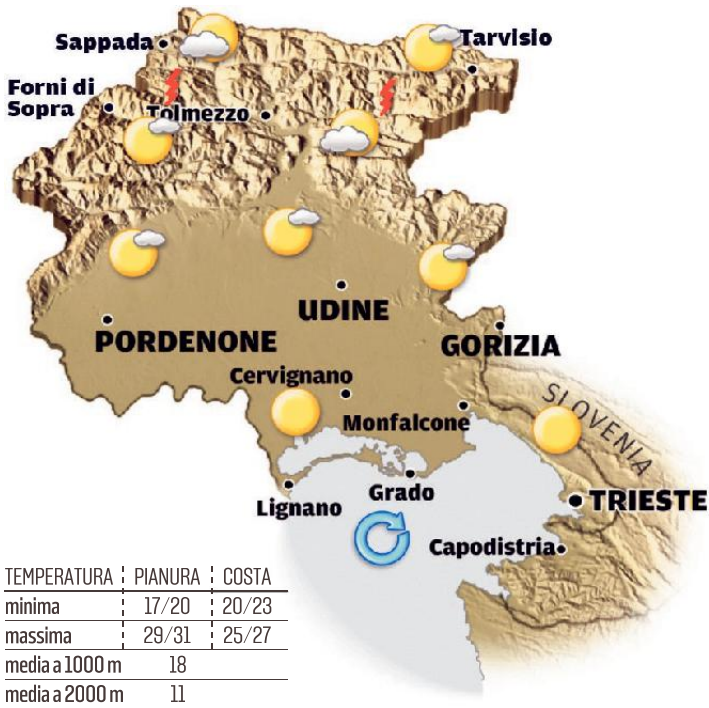 Sappada
Tarvisio
Forni di
Sopra
Tolmezzo
UDINE
PORDENONE
GORIZIA
Cervignano
SLOVENIA
Monfalcone
Lignano
Grado
TRIESTE
Capodistria
TEMPERATURA PIANURA COSTA
minima 17/20 20/23
massima 29/31 25/27
media a 1000 m 18
media a 2000 m 11